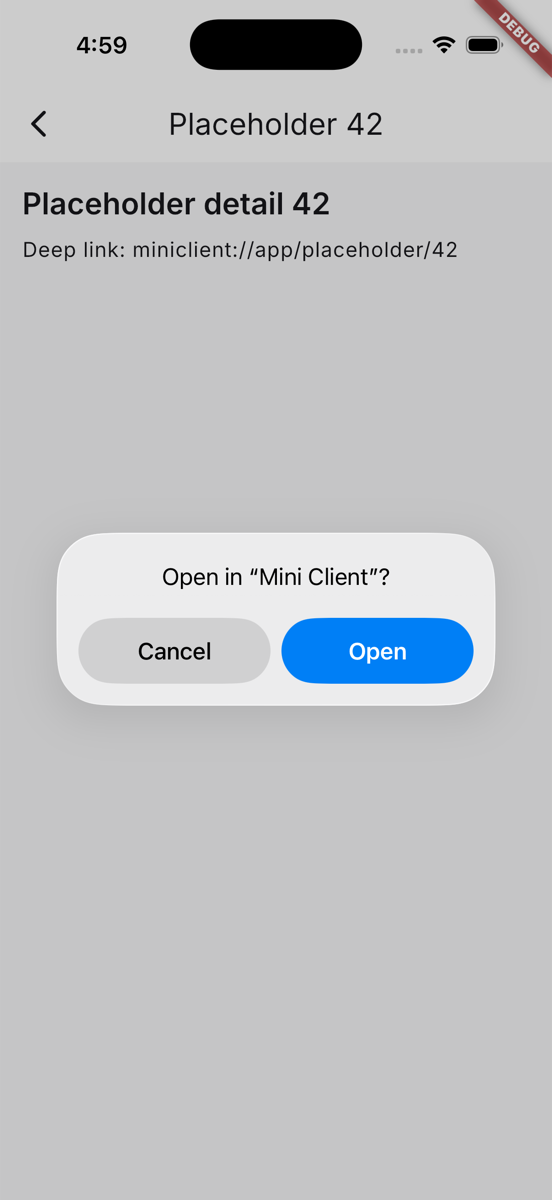 4:59
DEBUG
Placeholder 42
Placeholder detail 42
Deep link: miniclient://app/placeholder/42
Open in “Mini Client”?
Cancel
Open